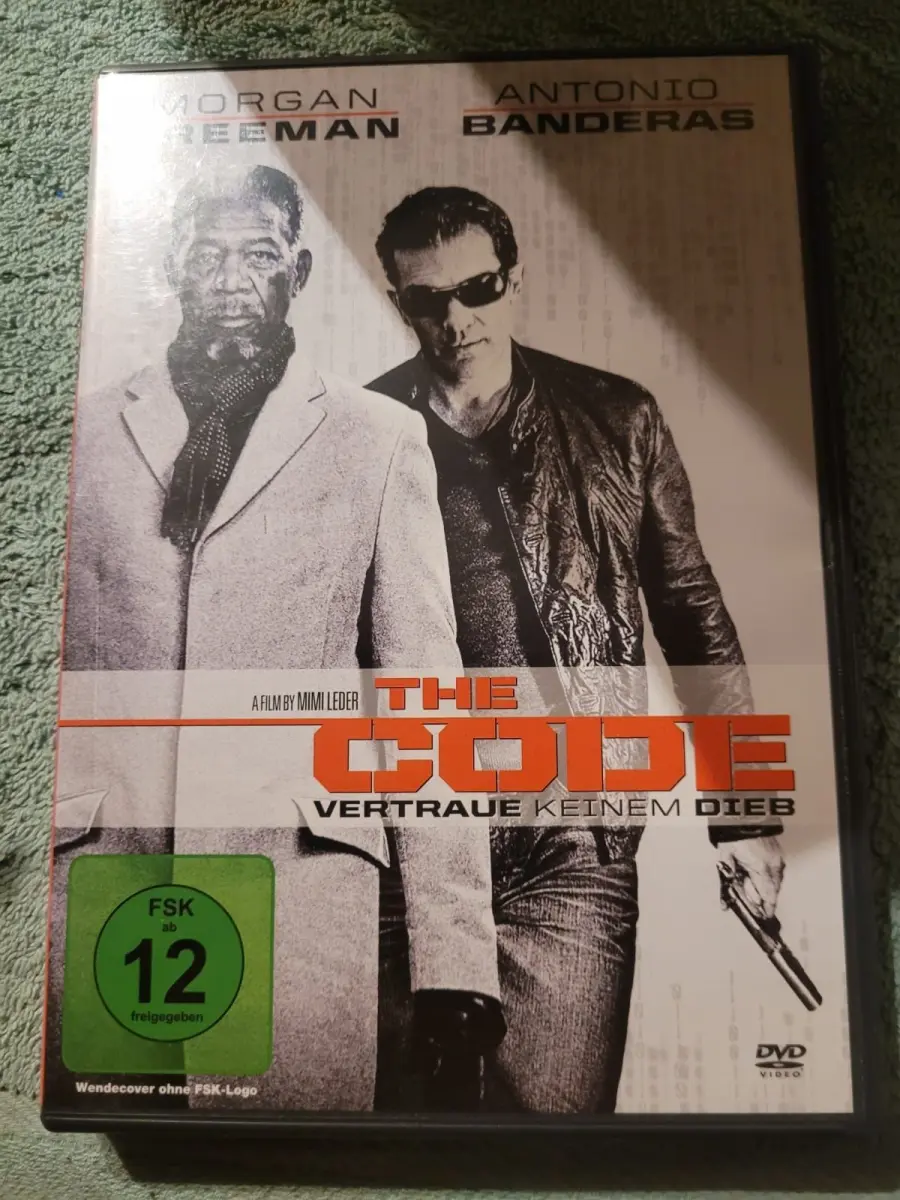 MORGAN
FREEMAN
ANTONIO
BANDERAS
A FILM BY MIMI LEDER
THE
CODE
VERTRAUE KEINEM DIEB
FSK
ab
12
freigegeben
Wendecover ohne FSK-Logo
DVD
VIDEO